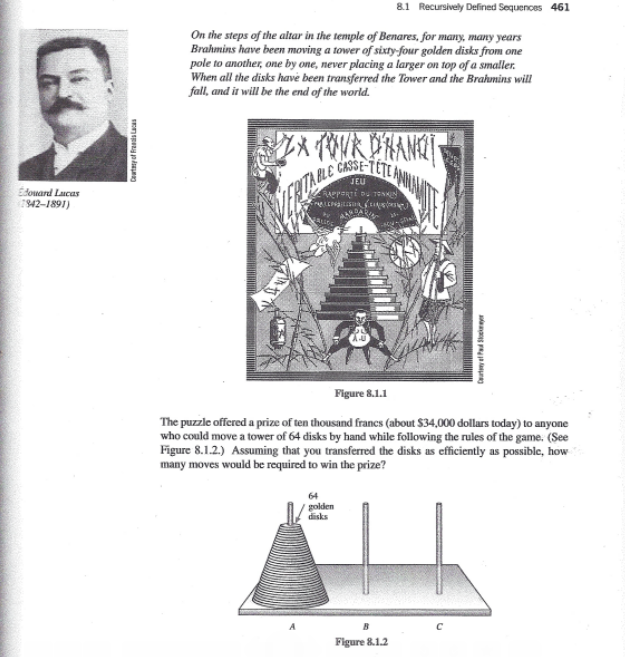 8.1 Recursively Defined Sequences 461
On the steps of the altar in the temple of Benares, for many, many years
Brahmins have been moving a tower of sixty-four golden disks from one
pole to another, one by one, never placing a larger on top of a smaller.
When all the disks have been transferred the Tower and the Brahmins will
fall, and it will be the end of the world.
Courtesy of Francis Lucas
Édouard Lucas
(1842–1891)
LA TOUR D'HANOÏ
VÉRITABLE CASSE-TÊTE ANNAMITE
JEU
RAPPORTÉ DU TONKIN
Courtesy of Paul Stockmeyer
Figure 8.1.1
The puzzle offered a prize of ten thousand francs (about $34,000 dollars today) to anyone
who could move a tower of 64 disks by hand while following the rules of the game. (See
Figure 8.1.2.) Assuming that you transferred the disks as efficiently as possible, how
many moves would be required to win the prize?
64
golden
disks
A B C
Figure 8.1.2